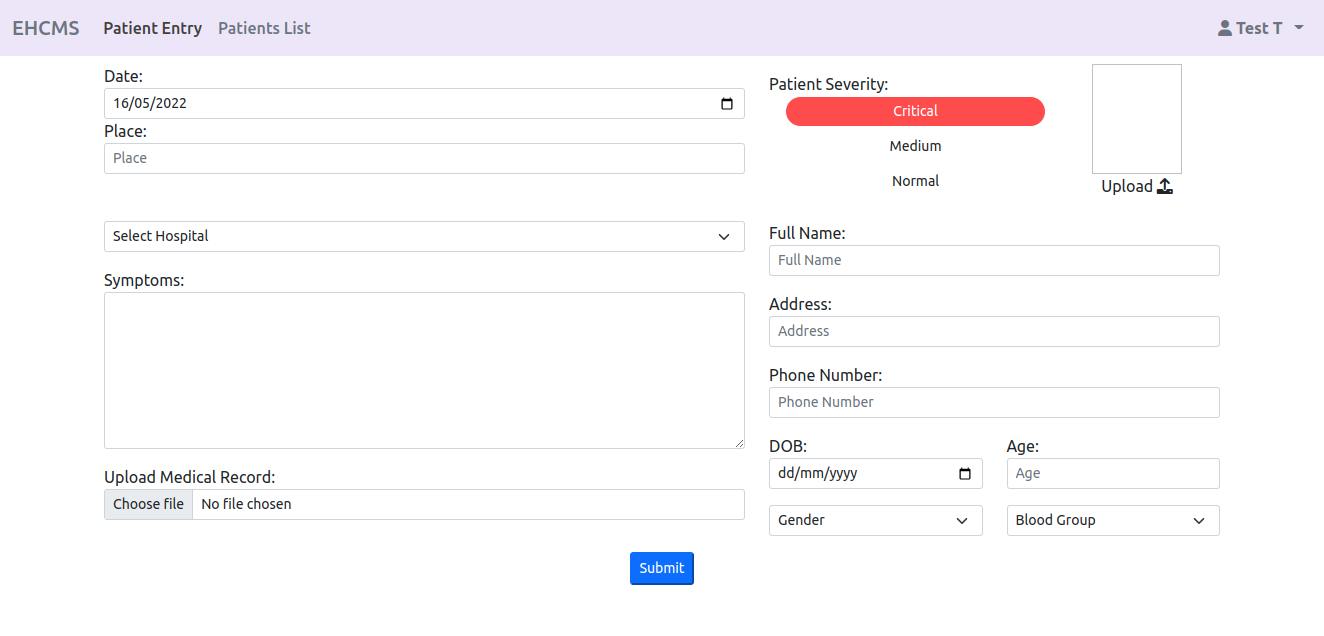 EHCMS Patient Entry Patients List Test T
Date:
16/05/2022
Place:
Place
Select Hospital
Symptoms:
Upload Medical Record:
Choose file No file chosen
Patient Severity:
Critical
Medium
Normal
Upload
Full Name:
Full Name
Address:
Address
Phone Number:
Phone Number
DOB: Age:
dd/mm/yyyy Age
Gender Blood Group
Submit